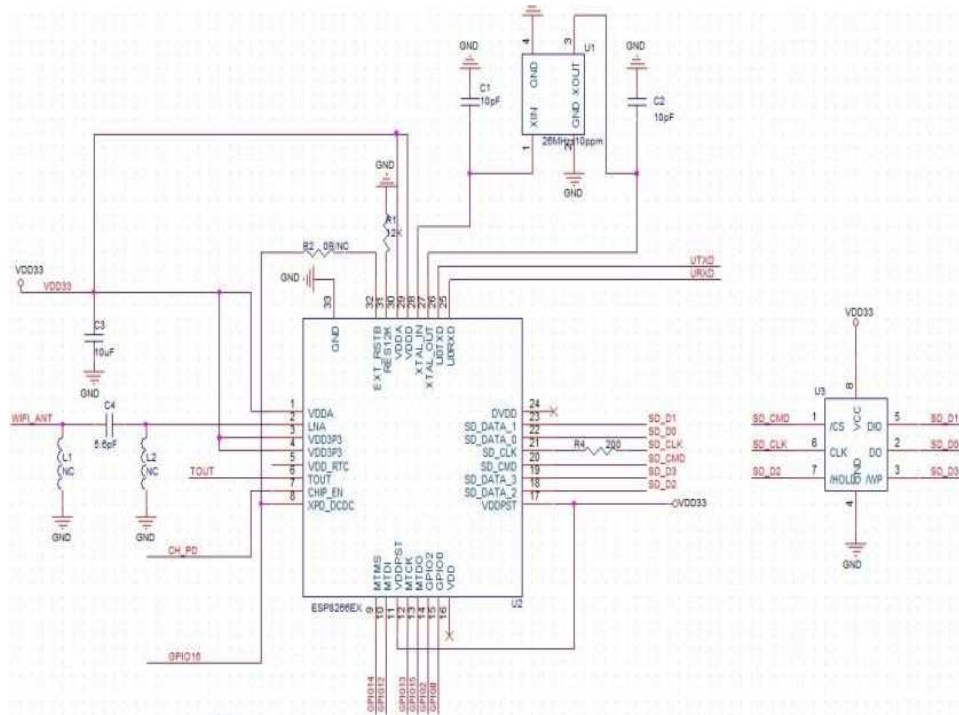 GND
4
3
U1
GND
C1
10pF
GND
XOUT
XIN
GND
26MHz
10ppm
1
2
GND
GND
C2
10pF
GND
R1
12K
R2
0R/NC
GND
UTXD
URXD
VDD33
VDD33
C3
10uF
GND
33
32
31
30
29
28
27
26
25
GND
EXT_RSTB
RES12K
VDDA
VDDD
XTAL_IN
XTAL_OUT
U0TXD
U0RXD
WIFI_ANT
C4
5.6pF
L1
NC
L2
NC
GND
GND
TOUT
CH_PD
GPIO16
1
VDDA
2
LNA
3
VDD3P3
4
VDD3P3
5
VDD_RTC
6
TOUT
7
CHIP_EN
8
XPD_DCDC
24
DVDD
23
SD_DATA_1
22
SD_DATA_0
21
SD_CLK
20
SD_CMD
19
SD_DATA_3
18
SD_DATA_2
17
VDDPST
SD_D1
SD_D0
R4
200
SD_CLK
SD_CMD
SD_D3
SD_D2
VDD33
MTMS
MTDI
VDDPST
MTCK
MTDO
GPIO2
GPIO0
VDD
ESP8266EX
U2
9
10
11
12
13
14
15
16
GPIO14
GPIO12
GPIO13
GPIO15
GPIO2
GPIO0
VDD33
U3
8
VCC
SD_CMD
1
/CS
DIO
5
SD_D1
SD_CLK
6
CLK
DO
2
SD_D0
SD_D2
7
/HOLD
GND
/WP
3
SD_D3
4
GND